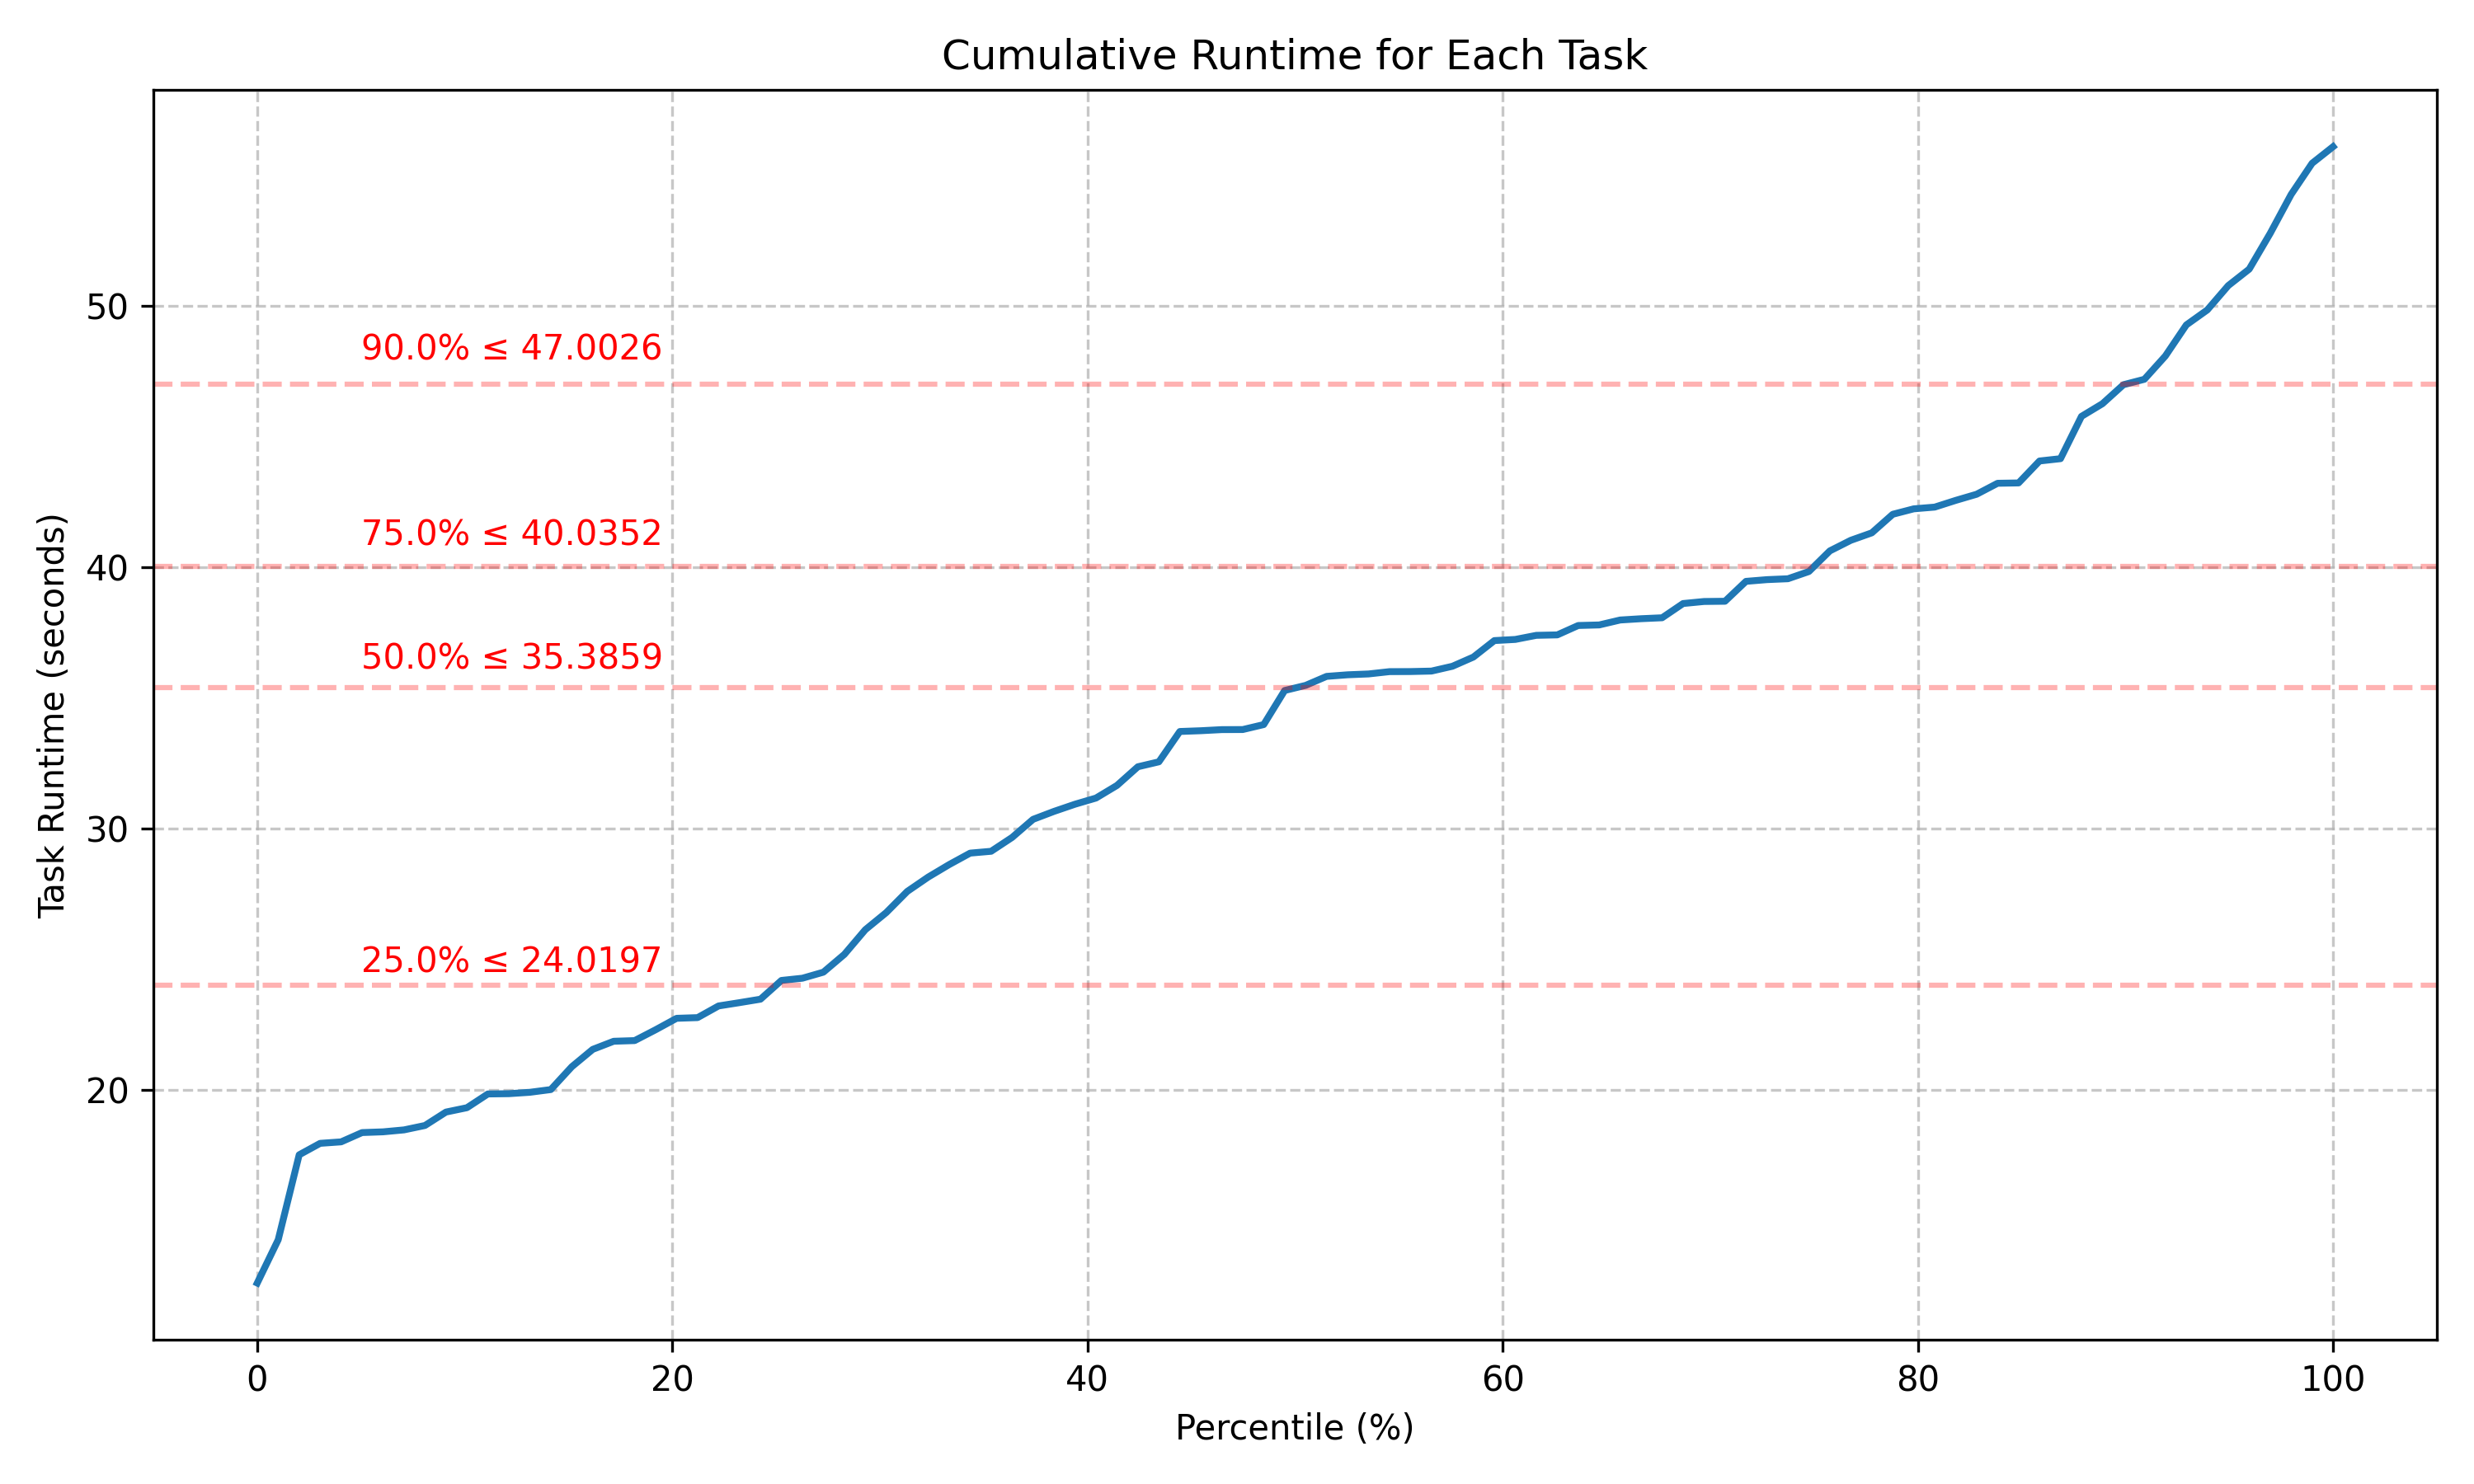 Cumulative Runtime for Each Task
Task Runtime (seconds)
50
40
30
20
90.0% ≤ 47.0026
75.0% ≤ 40.0352
50.0% ≤ 35.3859
25.0% ≤ 24.0197
0 20 40 60 80 100
Percentile (%)